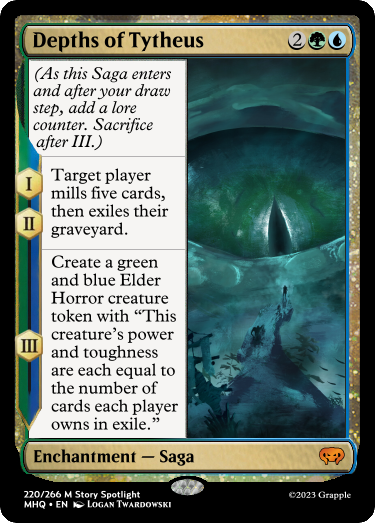 Depths of Tytheus 2
(As this Saga enters
and after your draw
step, add a lore
counter. Sacrifice
after III.)
I
II
Target player
mills five cards,
then exiles their
graveyard.
III
Create a green
and blue Elder
Horror creature
token with “This
creature’s power
and toughness
are each equal to
the number of
cards each player
owns in exile.”
Enchantment — Saga
220/266 M Story Spotlight
MHQ • EN Logan Twardowski
©2023 Grapple